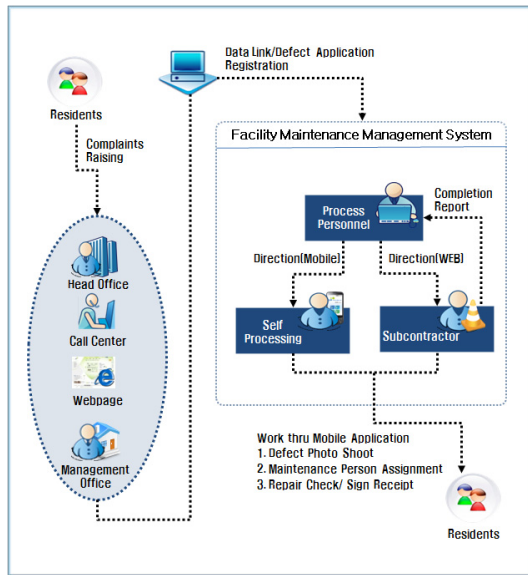 Data Link/Defect Application
Registration
Residents
Complaints
Raising
Head Office
Call Center
Webpage
Management
Office
Facility Maintenance Management System
Process
Personnel
Completion
Report
Direction(Mobile)
Direction(WEB)
Self
Processing
Subcontractor
Work thru Mobile Application
1. Defect Photo Shoot
2. Maintenance Person Assignment
3. Repair Check/ Sign Receipt
Residents